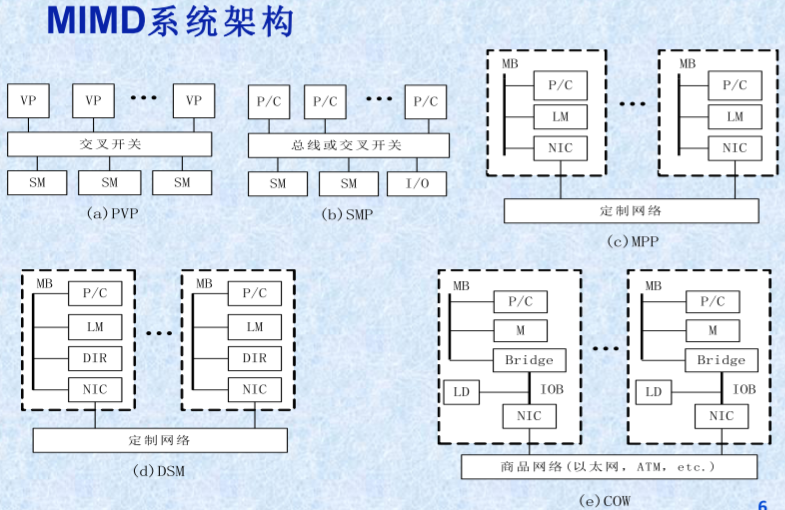 MIMD系统架构
VP VP ••• VP
交叉开关
SM SM SM
(a)PVP
P/C P/C ••• P/C
总线或交叉开关
SM SM I/O
(b)SMP
MB MB
P/C P/C
LM ••• LM
NIC NIC
定制网络
(c)MPP
MB MB
P/C P/C
LM ••• LM
DIR DIR
NIC NIC
定制网络
(d)DSM
MB MB
P/C P/C
M ••• M
Bridge Bridge
LD IOB LD IOB
NIC NIC
商品网络(以太网, ATM, etc.)
(e)COW
6